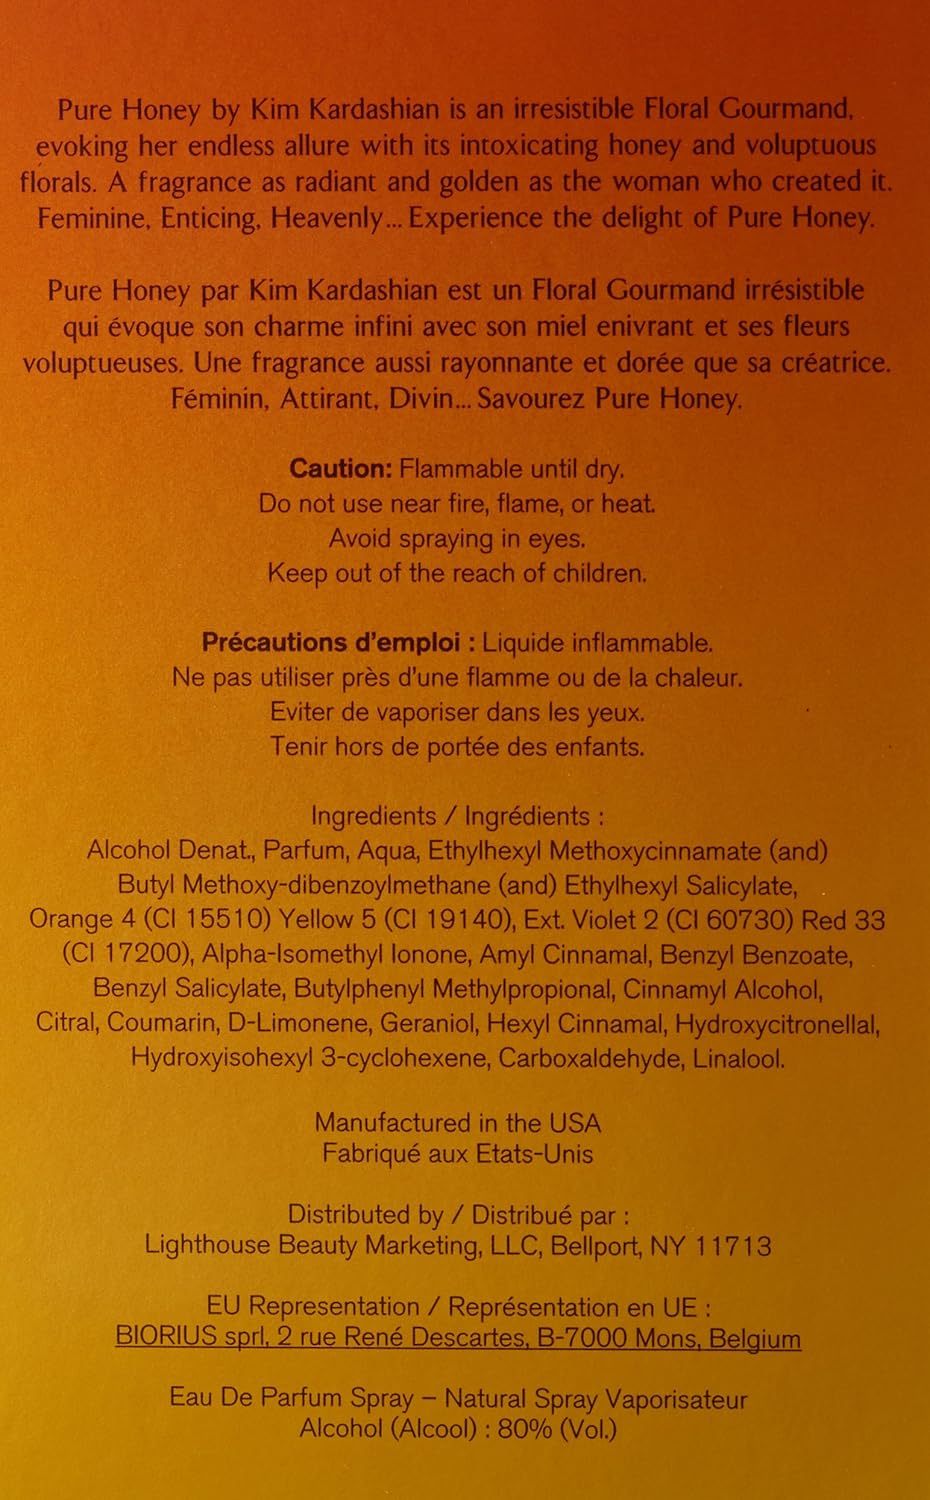 Pure Honey by Kim Kardashian is an irresistible Floral Gourmand,
evoking her endless allure with its intoxicating honey and voluptuous
florals. A fragrance as radiant and golden as the woman who created it.
Feminine, Enticing, Heavenly... Experience the delight of Pure Honey.
Pure Honey par Kim Kardashian est un Floral Gourmand irrésistible
qui évoque son charme infini avec son miel enivrant et ses fleurs
voluptueuses. Une fragrance aussi rayonnante et dorée que sa créatrice.
Féminin, Attirant, Divin... Savourez Pure Honey.
Caution: Flammable until dry.
Do not use near fire, flame, or heat.
Avoid spraying in eyes.
Keep out of the reach of children.
Précautions d'emploi : Liquide inflammable.
Ne pas utiliser près d'une flamme ou de la chaleur.
Eviter de vaporiser dans les yeux.
Tenir hors de portée des enfants.
Ingredients / Ingrédients :
Alcohol Denat., Parfum, Aqua, Ethylhexyl Methoxycinnamate (and)
Butyl Methoxy-dibenzoylmethane (and) Ethylhexyl Salicylate,
Orange 4 (CI 15510) Yellow 5 (CI 19140), Ext. Violet 2 (CI 60730) Red 33
(CI 17200), Alpha-Isomethyl Ionone, Amyl Cinnamal, Benzyl Benzoate,
Benzyl Salicylate, Butylphenyl Methylpropional, Cinnamyl Alcohol,
Citral, Coumarin, D-Limonene, Geraniol, Hexyl Cinnamal, Hydroxycitronellal,
Hydroxyisohexyl 3-cyclohexene, Carboxaldehyde, Linalool.
Manufactured in the USA
Fabriqué aux Etats-Unis
Distributed by / Distribué par :
Lighthouse Beauty Marketing, LLC, Bellport, NY 11713
EU Representation / Représentation en UE :
BIORIUS sprl, 2 rue René Descartes, B-7000 Mons, Belgium
Eau De Parfum Spray – Natural Spray Vaporisateur
Alcohol (Alcool) : 80% (Vol.)